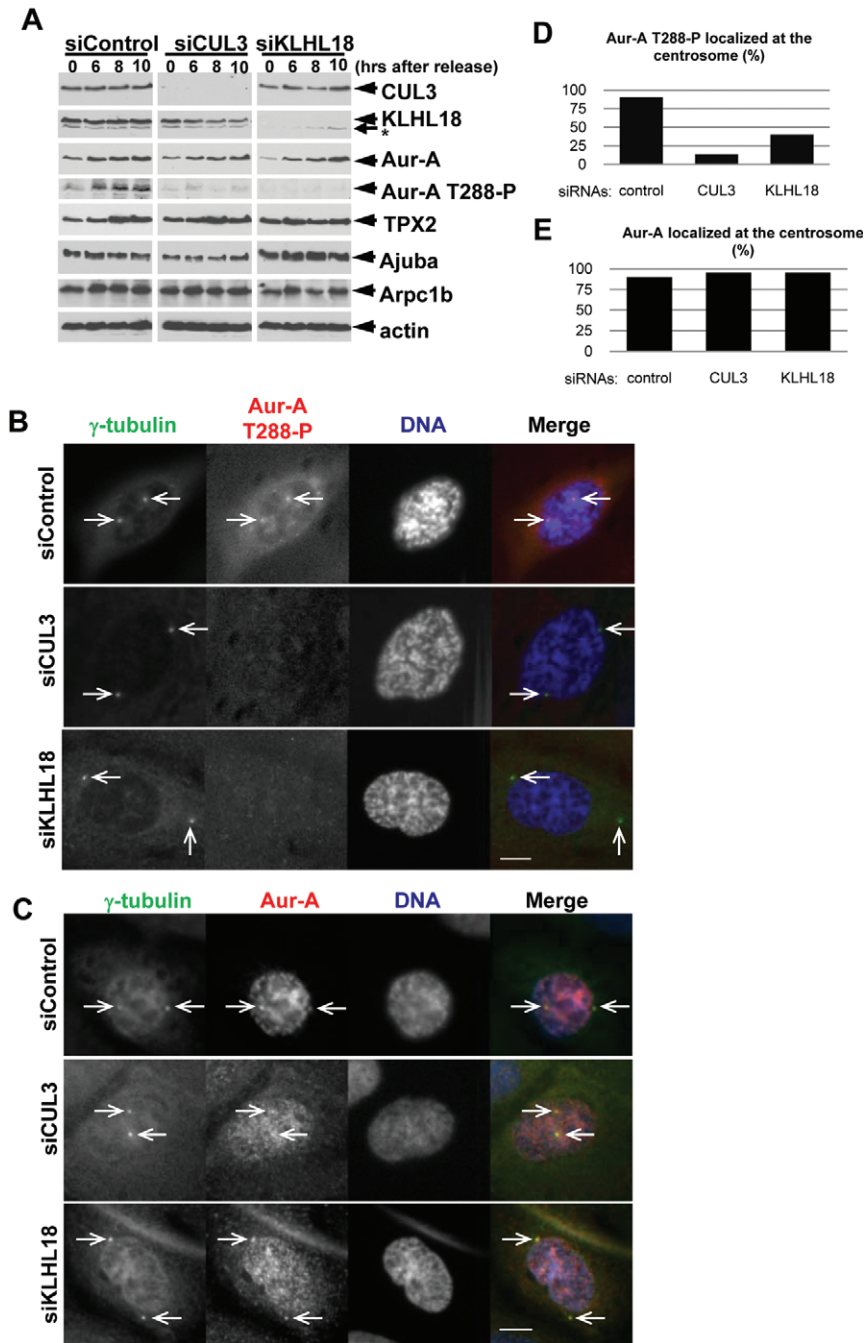 A
siControl siCUL3 siKLHL18
0 6 8 10 0 6 8 10 0 6 8 10 (hrs after release)
CUL3
KLHL18
*
Aur-A
Aur-A T288-P
TPX2
Ajuba
Arpc1b
actin
D
Aur-A T288-P localized at the
centrosome (%)
100
75
50
25
0
siRNAs: control CUL3 KLHL18
E
Aur-A localized at the centrosome
(%)
100
75
50
25
0
siRNAs: control CUL3 KLHL18
B
γ-tubulin Aur-A T288-P DNA Merge
siControl
siCUL3
siKLHL18
C
γ-tubulin Aur-A DNA Merge
siControl
siCUL3
siKLHL18